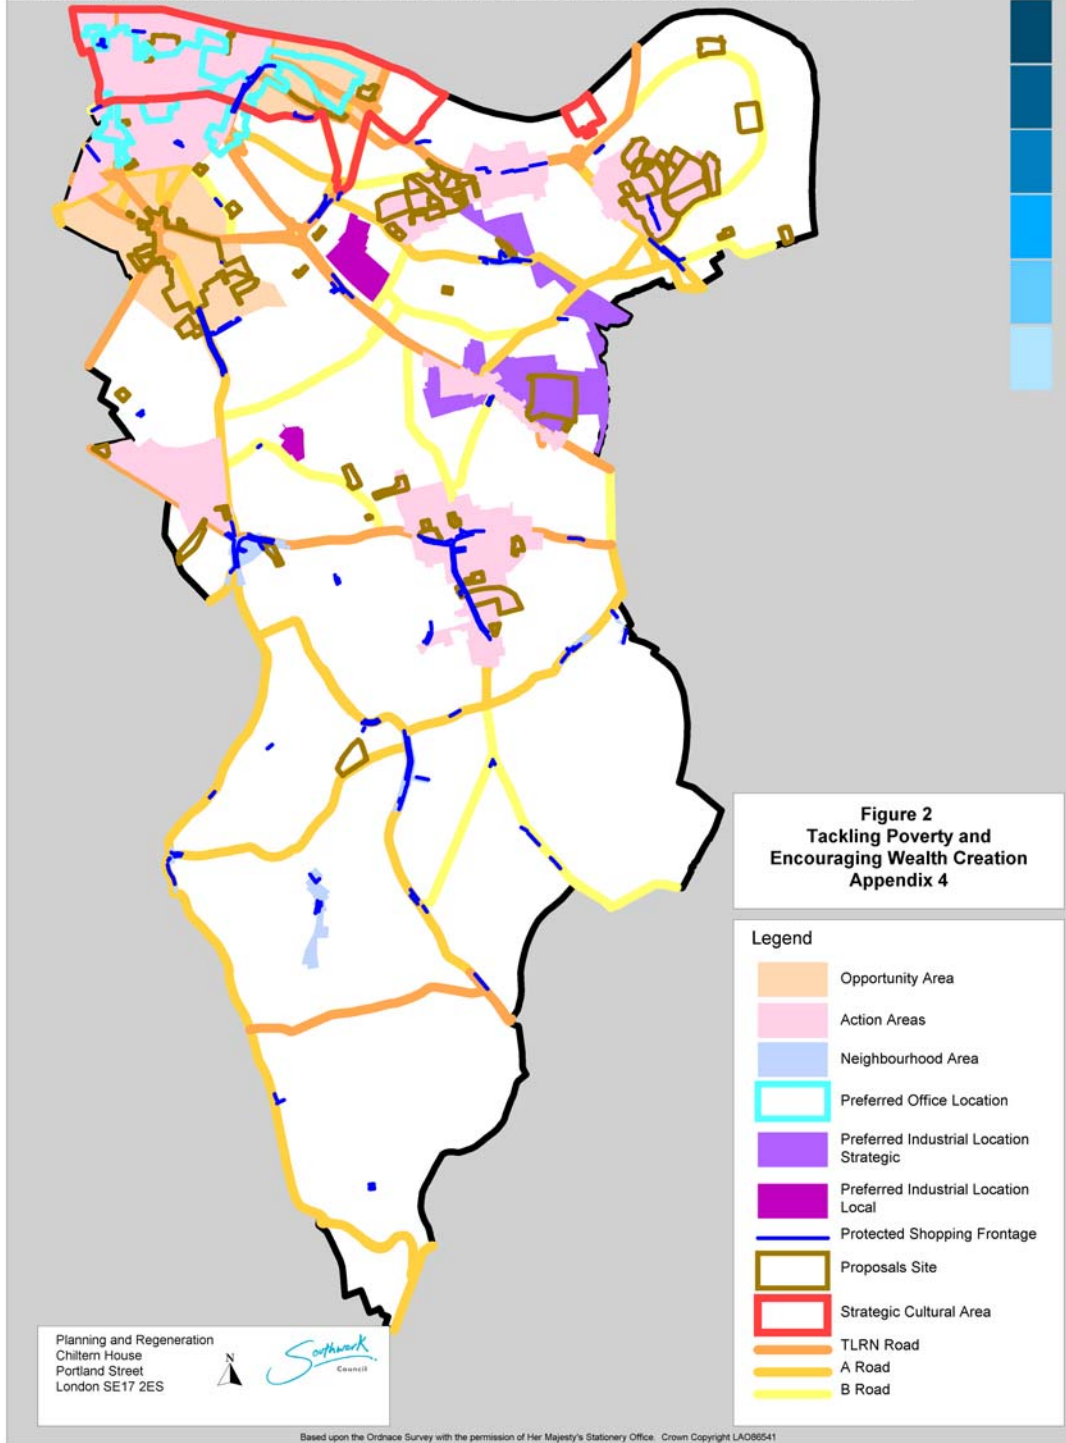 Figure 2
Tackling Poverty and
Encouraging Wealth Creation
Appendix 4
Legend
Opportunity Area
Action Areas
Neighbourhood Area
Preferred Office Location
Preferred Industrial Location
Strategic
Preferred Industrial Location
Local
Protected Shopping Frontage
Proposals Site
Strategic Cultural Area
TLRN Road
A Road
B Road
Planning and Regeneration
Chiltern House
Portland Street
London SE17 2ES
N
Southwark
Council
Based upon the Ordnace Survey with the permission of Her Majesty's Stationery Office. Crown Copyright LAO86541